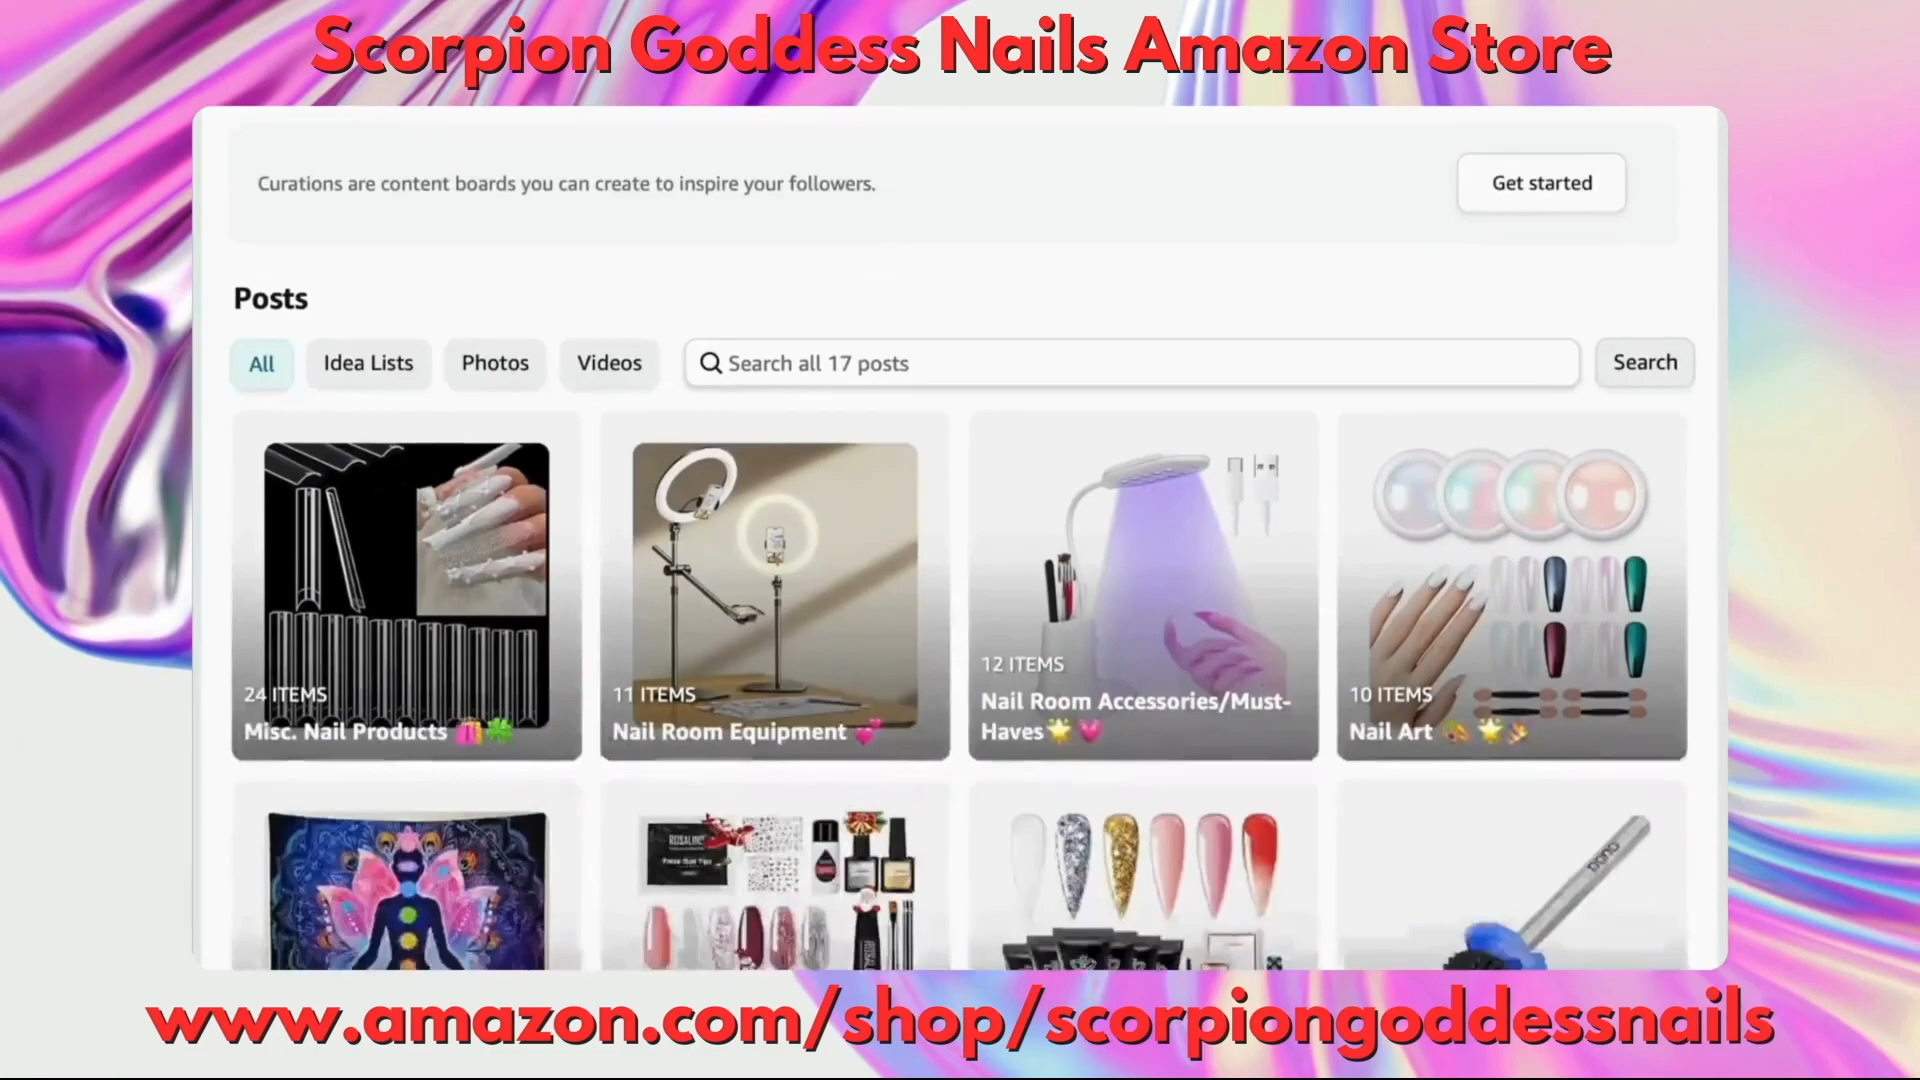 Scorpion Goddess Nails Amazon Store
Curations are content boards you can create to inspire your followers.
Get started
Posts
All
Idea Lists
Photos
Videos
Search all 17 posts
Search
24 ITEMS
Misc. Nail Products
11 ITEMS
Nail Room Equipment
12 ITEMS
Nail Room Accessories/Must-
Haves
10 ITEMS
Nail Art
www.amazon.com/shop/scorpiongoddessnails